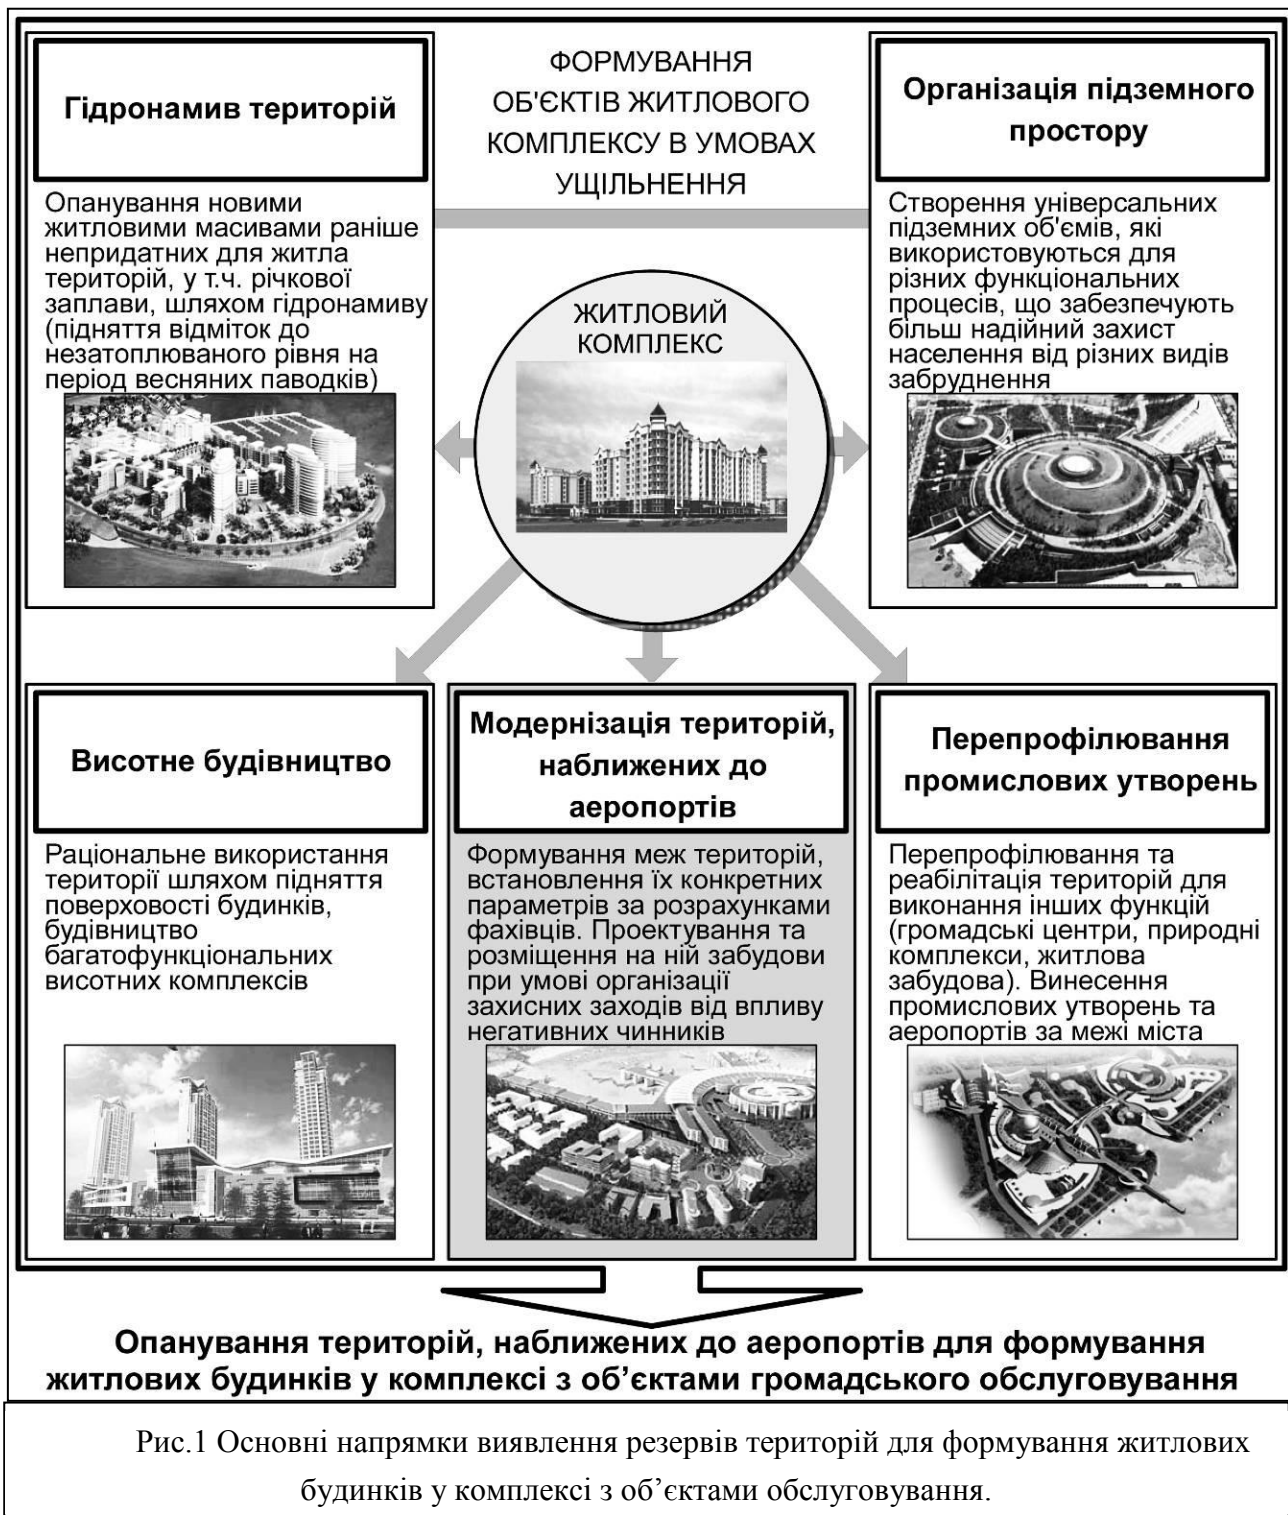 ФОРМУВАННЯ
ОБ'ЄКТІВ ЖИТЛОВОГО
КОМПЛЕКСУ В УМОВАХ
УЩІЛЬНЕННЯ
Гідронамив територій
Опанування новими
житловими масивами раніше
непридатних для житла
територій, у т.ч. річкової
заплави, шляхом гідронамиву
(підняття відміток до
незатоплюваного рівня на
період весняних паводків)
ЖИТЛОВИЙ
КОМПЛЕКС
Організація підземного
простору
Створення універсальних
підземних об'ємів, які
використовуються для
різних функціональних
процесів, що забезпечують
більш надійний захист
населення від різних видів
забруднення
Висотне будівництво
Раціональне використання
території шляхом підняття
поверховості будинків,
будівництво
багатофункціональних
висотних комплексів
Модернізація територій,
наближених до
аеропортів
Формування меж територій,
встановлення їх конкретних
параметрів за розрахунками
фахівців. Проектування та
розміщення на ній забудови
при умові організації
захисних заходів від впливу
негативних чинників
Перепрофілювання
промислових утворень
Перепрофілювання та
реабілітація територій для
виконання інших функцій
(громадські центри, природні
комплекси, житлова
забудова). Винесення
промислових утворень та
аеропортів за межі міста
Опанування територій, наближених до аеропортів для формування
житлових будинків у комплексі з об’єктами громадського обслуговування
Рис.1 Основні напрямки виявлення резервів територій для формування житлових
будинків у комплексі з об’єктами обслуговування.